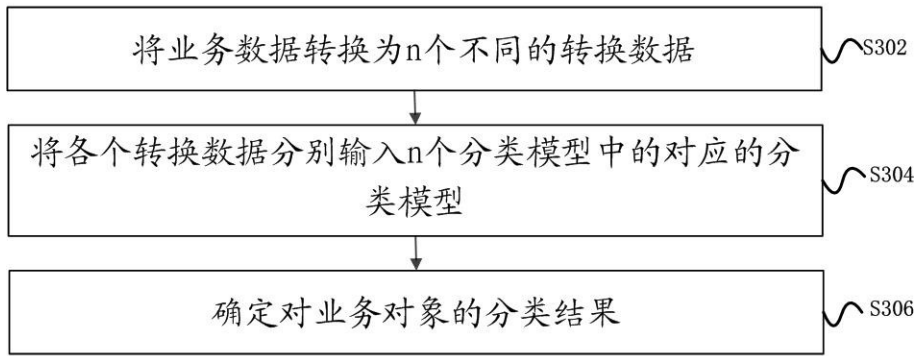 将业务数据转换为n个不同的转换数据
S302
将各个转换数据分别输入n个分类模型中的对应的分
类模型
S304
确定对业务对象的分类结果
S306